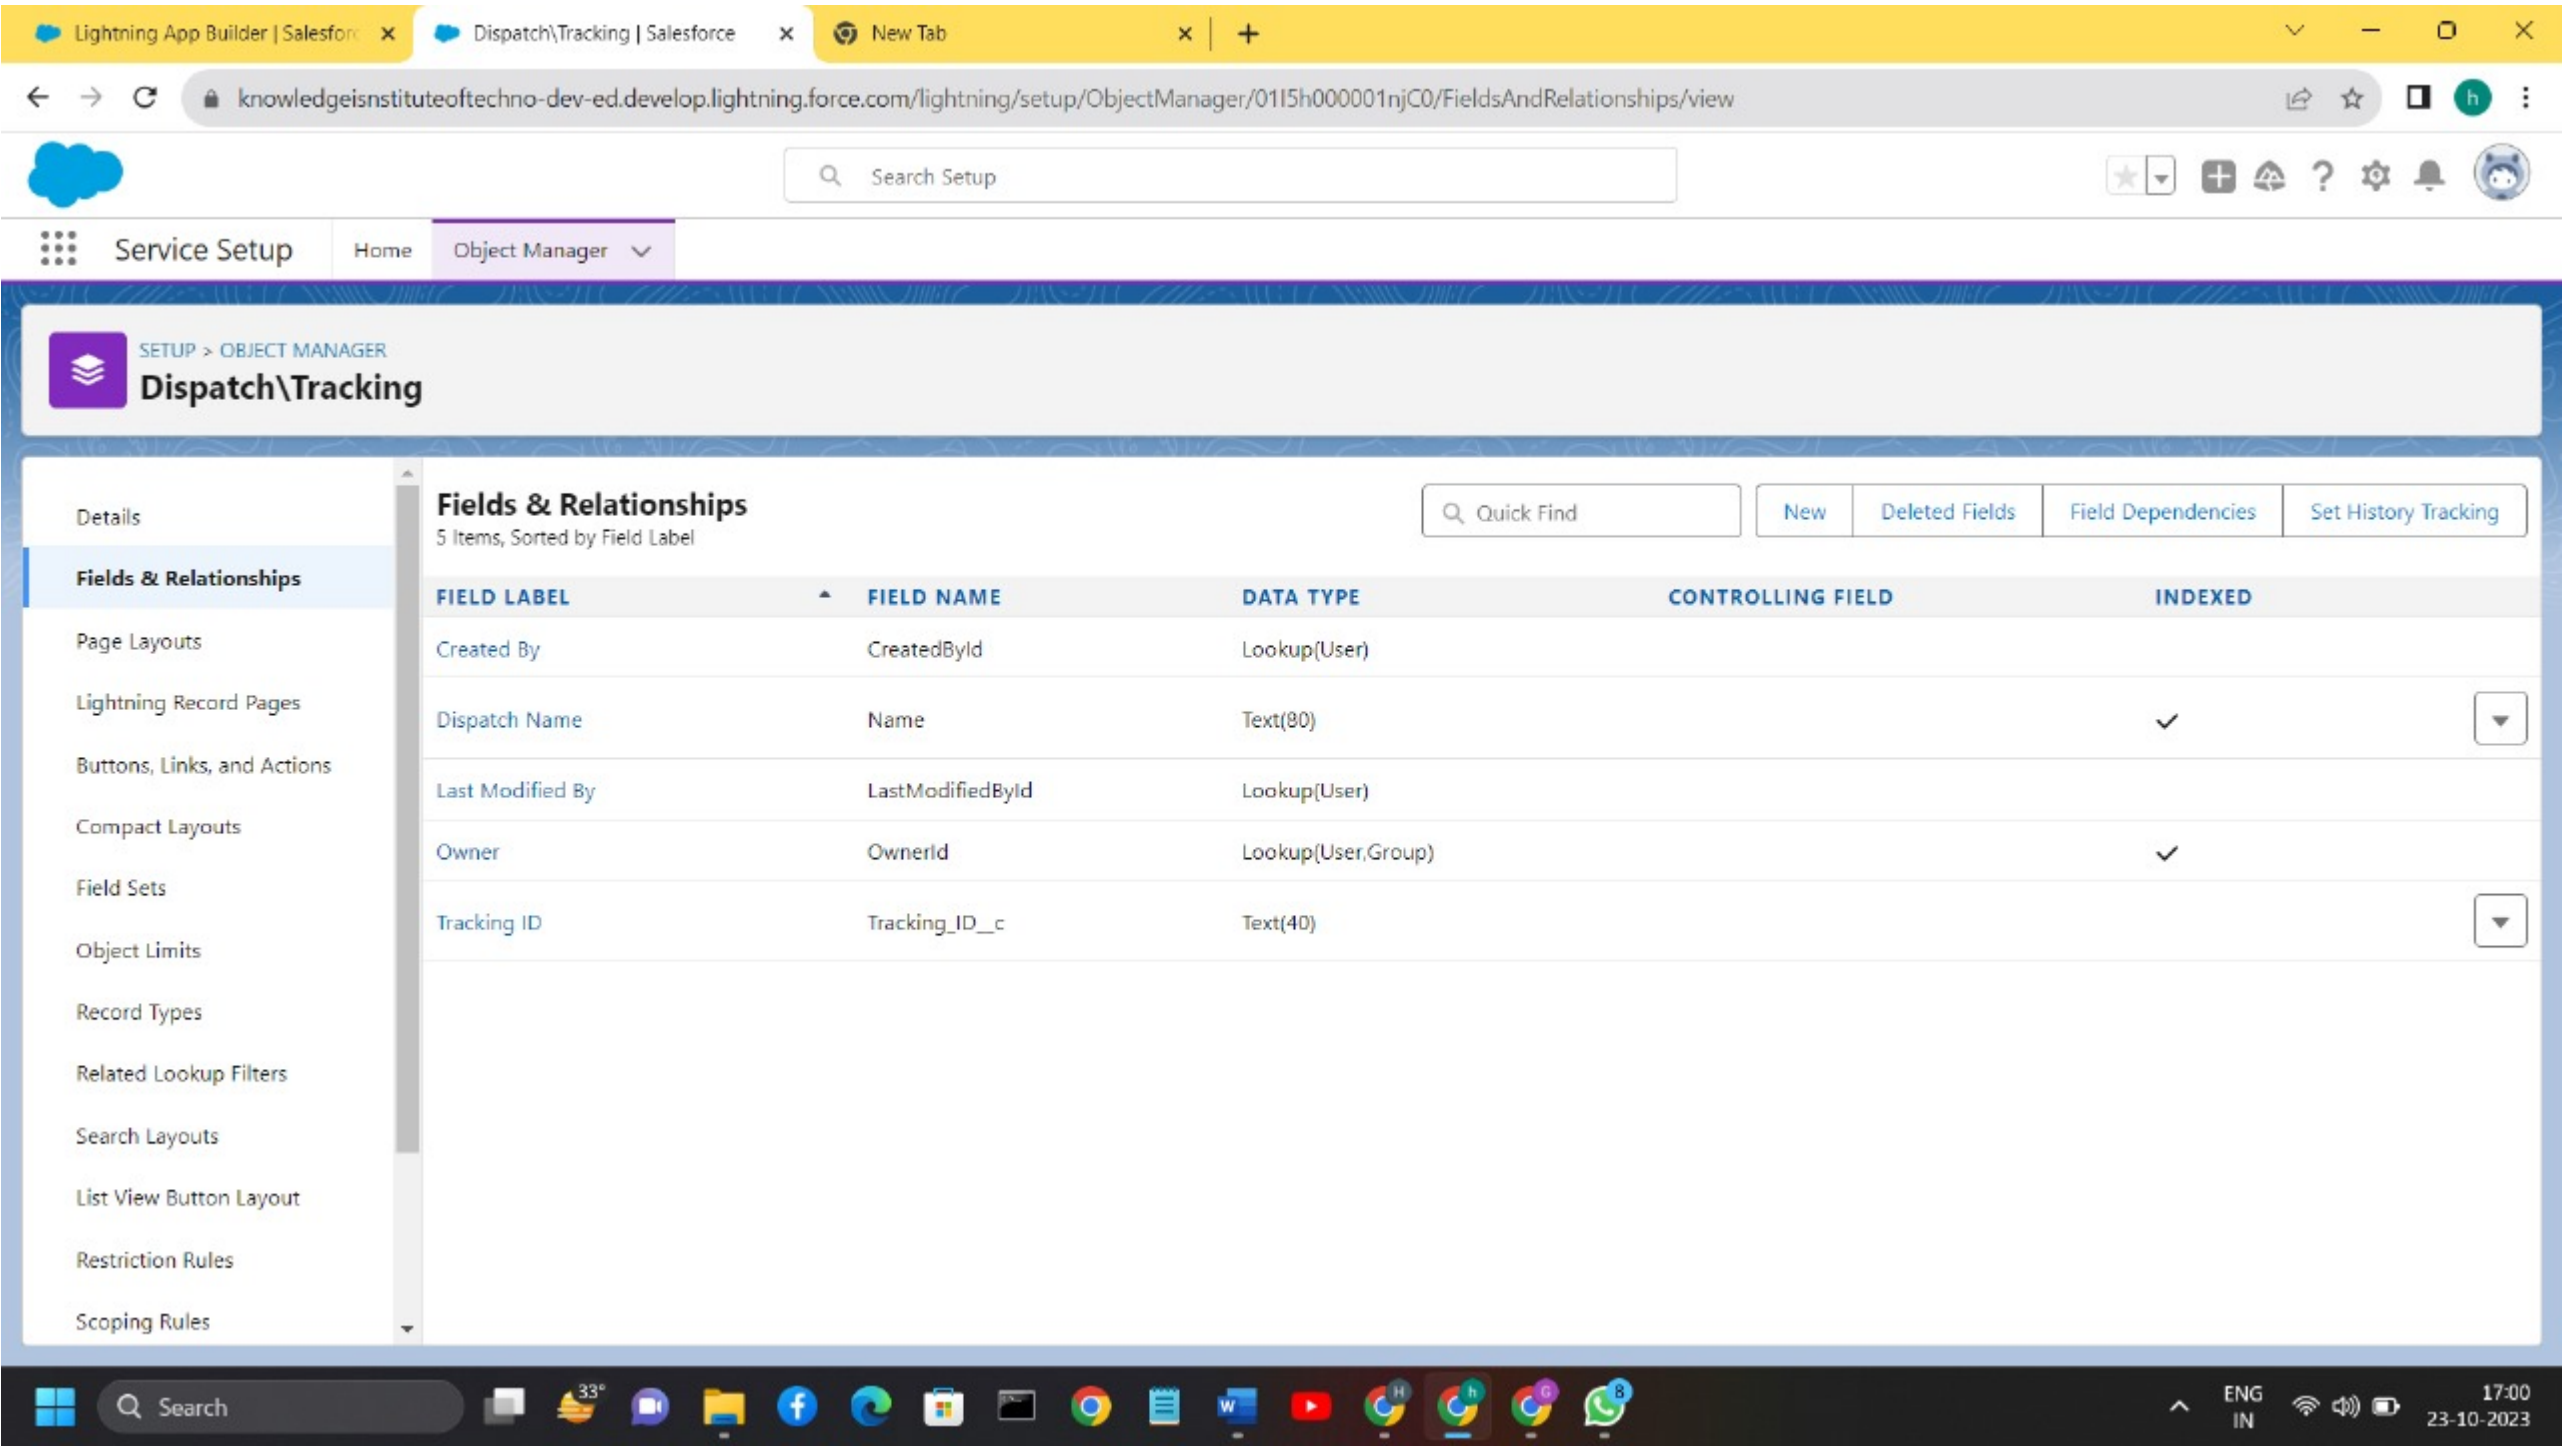 Lightning App Builder | Salesforc
Dispatch\Tracking | Salesforce
New Tab
knowledgeisnstituteoftechno-dev-ed.develop.lightning.force.com/lightning/setup/ObjectManager/01I5h000001njC0/FieldsAndRelationships/view
h
Search Setup
Service Setup
Home
Object Manager
SETUP > OBJECT MANAGER
Dispatch\Tracking
Details
Fields & Relationships
Page Layouts
Lightning Record Pages
Buttons, Links, and Actions
Compact Layouts
Field Sets
Object Limits
Record Types
Related Lookup Filters
Search Layouts
List View Button Layout
Restriction Rules
Scoping Rules
Fields & Relationships
5 Items, Sorted by Field Label
Quick Find
New
Deleted Fields
Field Dependencies
Set History Tracking
FIELD LABEL FIELD NAME DATA TYPE CONTROLLING FIELD INDEXED
Created By CreatedById Lookup(User)
Dispatch Name Name Text(80)
Last Modified By LastModifiedById Lookup(User)
Owner OwnerId Lookup(User,Group)
Tracking ID Tracking_ID__c Text(40)
Search
33°
W
H
h
G
8
ENG
IN
17:00
23-10-2023